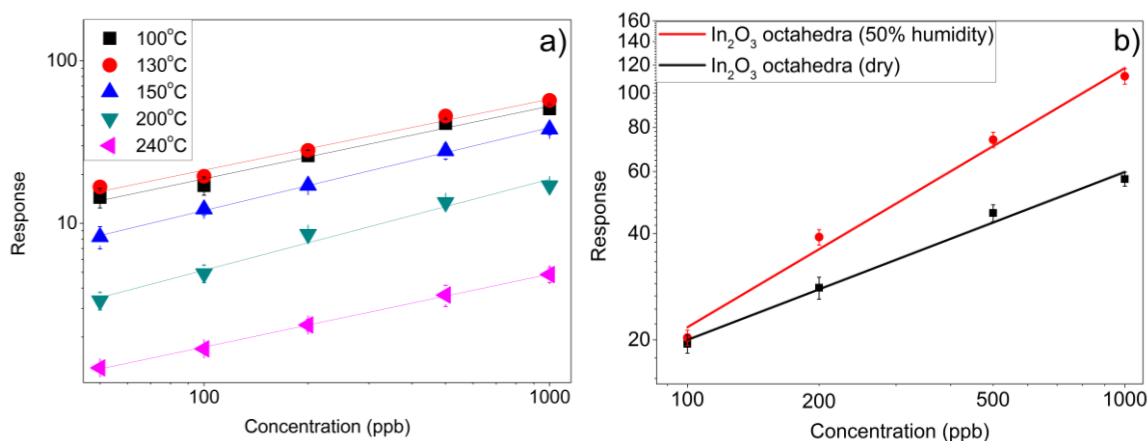 a)
100°C
130°C
150°C
200°C
240°C
100
10
Response
100
1000
Concentration (ppb)
b)
In₂O₃ octahedra (50% humidity)
In₂O₃ octahedra (dry)
160
140
120
100
80
60
40
20
Response
100
200
500
1000
Concentration (ppb)